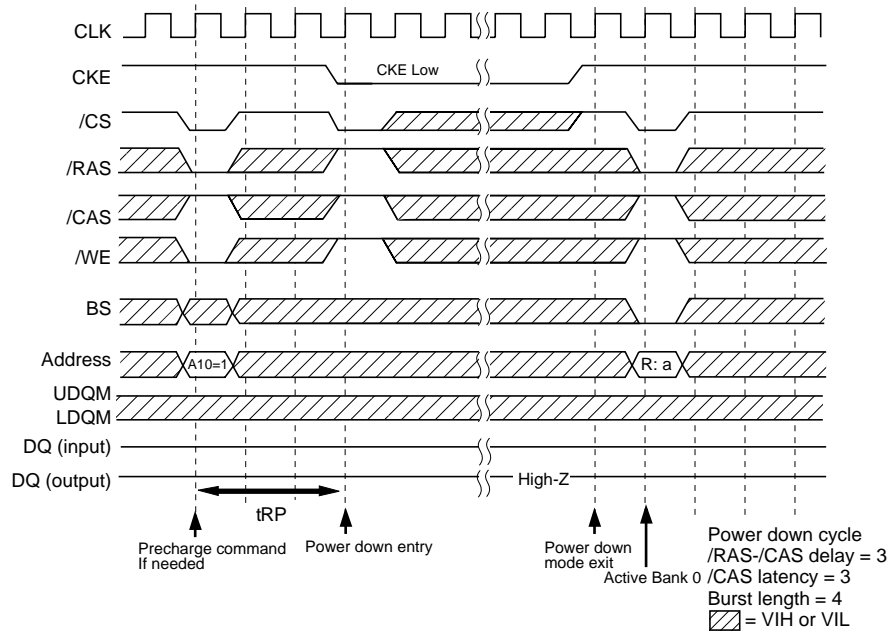 CLK
CKE
CKE Low
/CS
/RAS
/CAS
/WE
BS
Address
A10=1
R: a
UDQM
LDQM
DQ (input)
DQ (output)
High-Z
tRP
Precharge command
If needed
Power down entry
Power down
mode exit
Active Bank 0
Power down cycle
/RAS-/CAS delay = 3
/CAS latency = 3
Burst length = 4
= VIH or VIL